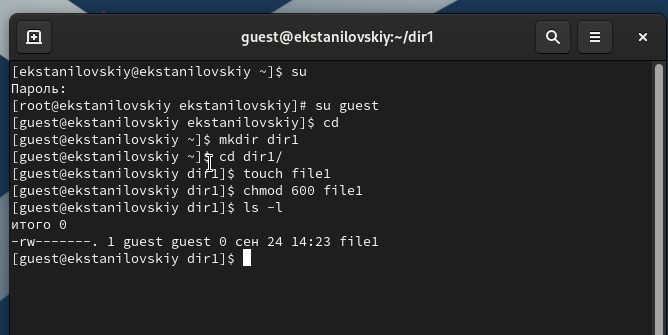 guest@ekstanilovskiy:~/dir1
[ekstanilovskiy@ekstanilovskiy ~]$ su
Пароль:
[root@ekstanilovskiy ekstanilovskiy]# su guest
[guest@ekstanilovskiy ekstanilovskiy]$ cd
[guest@ekstanilovskiy ~]$ mkdir dir1
[guest@ekstanilovskiy ~]$ cd dir1/
[guest@ekstanilovskiy dir1]$ touch file1
[guest@ekstanilovskiy dir1]$ chmod 600 file1
[guest@ekstanilovskiy dir1]$ ls -l
итого 0
-rw-------. 1 guest guest 0 сен 24 14:23 file1
[guest@ekstanilovskiy dir1]$